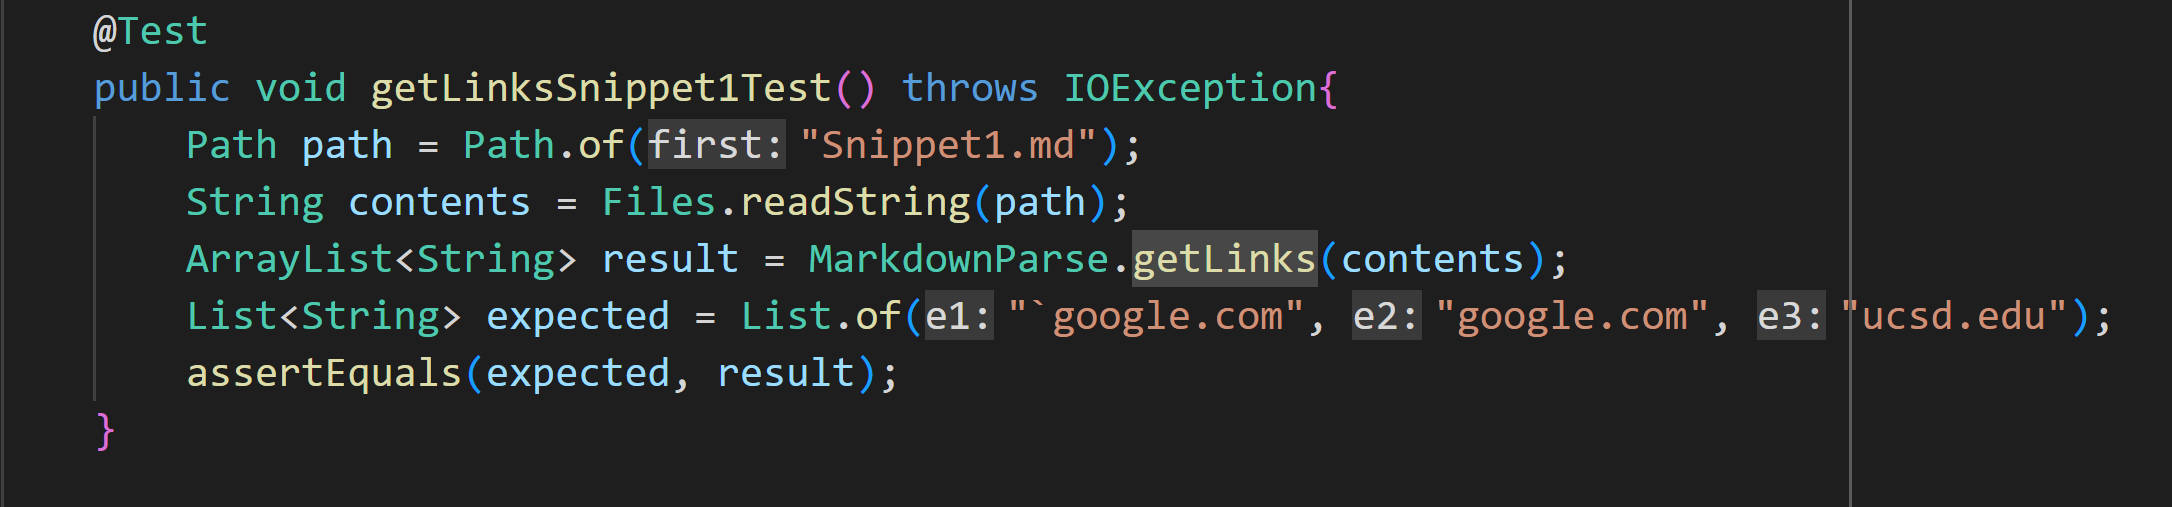 @Test
public void getLinksSnippet1Test() throws IOException{
    Path path = Path.of(first: "Snippet1.md");
    String contents = Files.readString(path);
    ArrayList<String> result = MarkdownParse.getLinks(contents);
    List<String> expected = List.of(e1: "`google.com", e2: "google.com", e3: "ucsd.edu");
    assertEquals(expected, result);
}